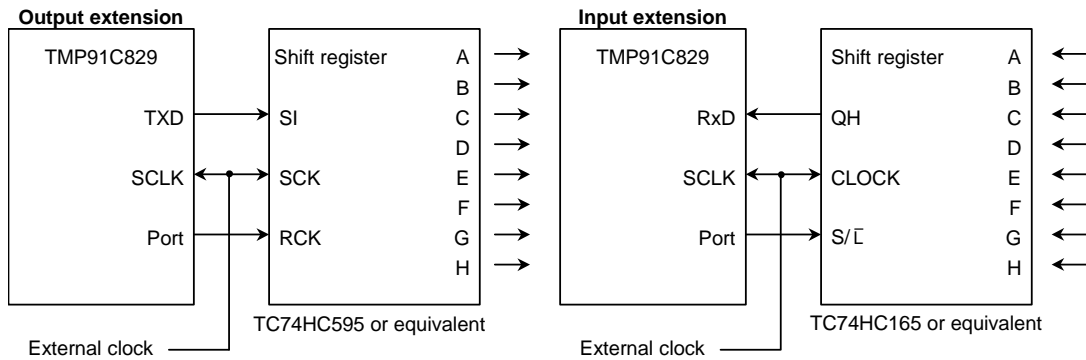 Output extension
TMP91C829
TXD
SCLK
Port
Shift register
SI
SCK
RCK
A
B
C
D
E
F
G
H
TC74HC595 or equivalent
External clock
Input extension
TMP91C829
RxD
SCLK
Port
Shift register
QH
CLOCK
S/L̅
A
B
C
D
E
F
G
H
TC74HC165 or equivalent
External clock